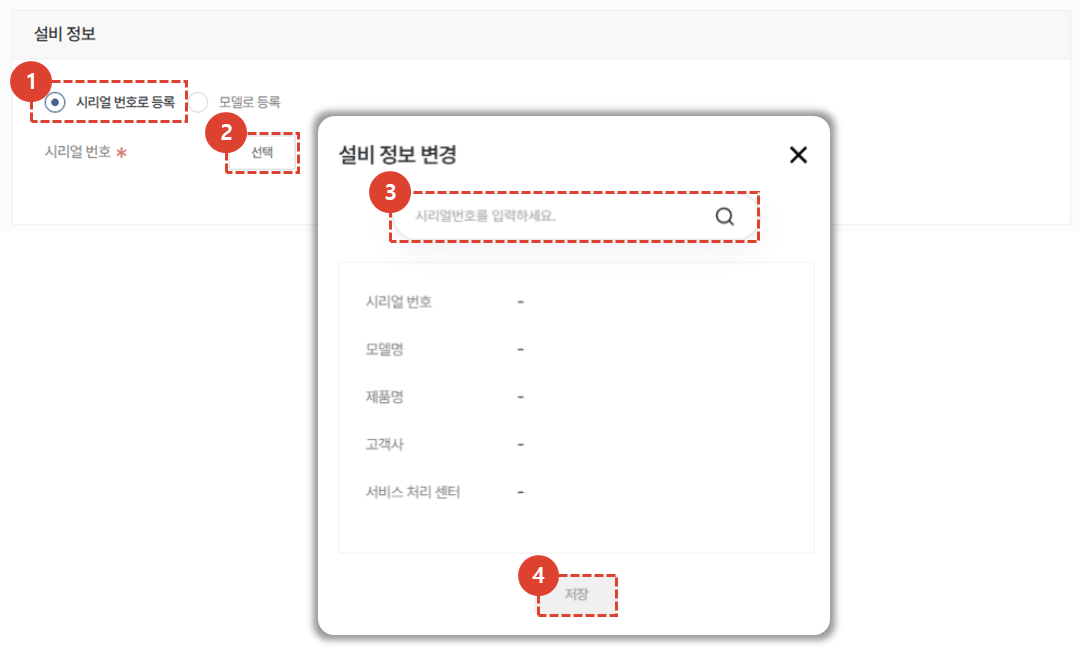 설비 정보
1
시리얼 번호로 등록
모델로 등록
2
시리얼 번호 *
선택
설비 정보 변경
3
시리얼번호를 입력하세요.
시리얼 번호 -
모델명 -
제품명 -
고객사 -
서비스 처리 센터 -
4
저장